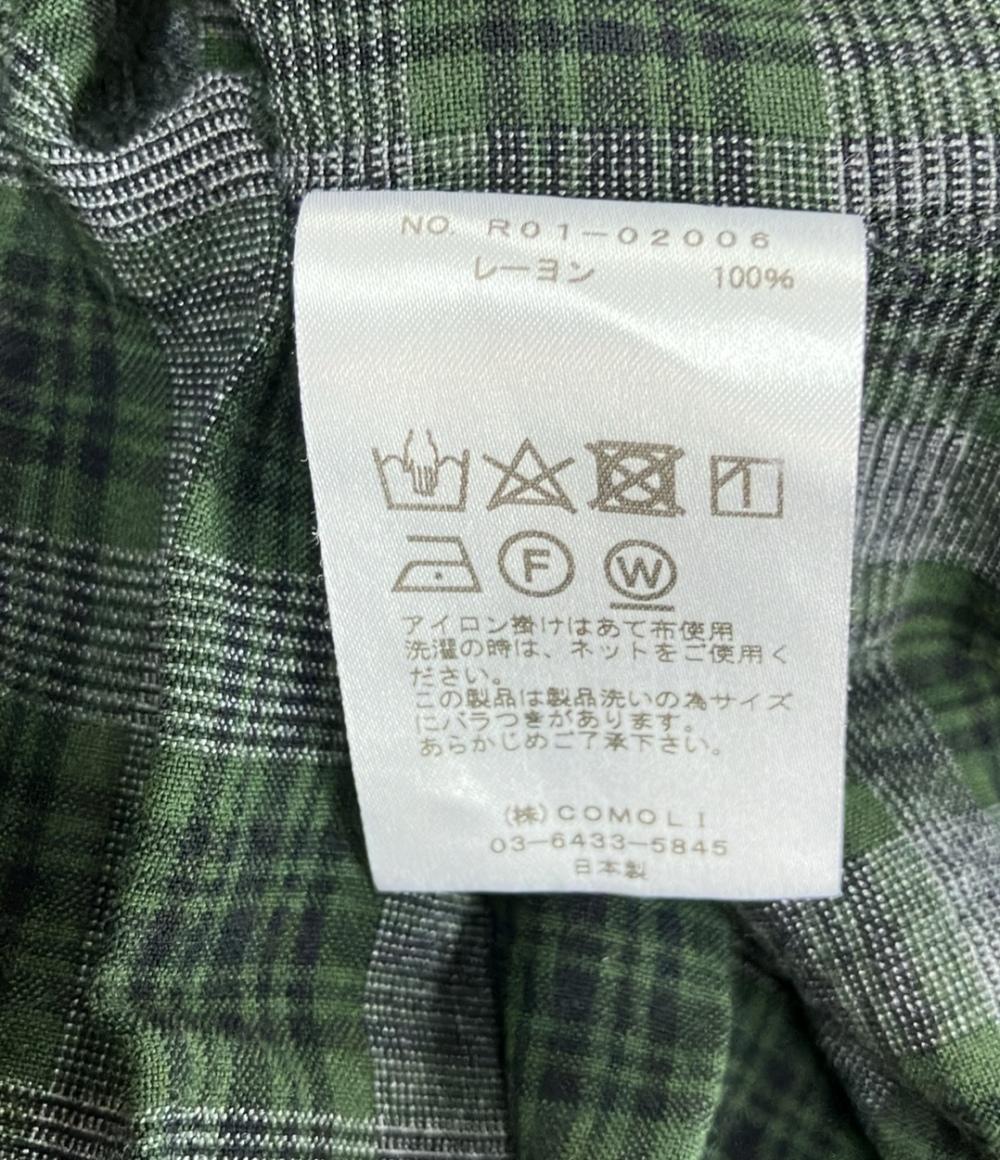 NO. R01-02006
レーヨン 100%
F W
アイロン掛けはあて布使用
洗濯の時は、ネットをご使用く
ださい。
この製品は製品洗いの為サイズ
にバラつきがあります。
あらかじめご了承下さい。
(株)COMOLI
03-6433-5845
日本製